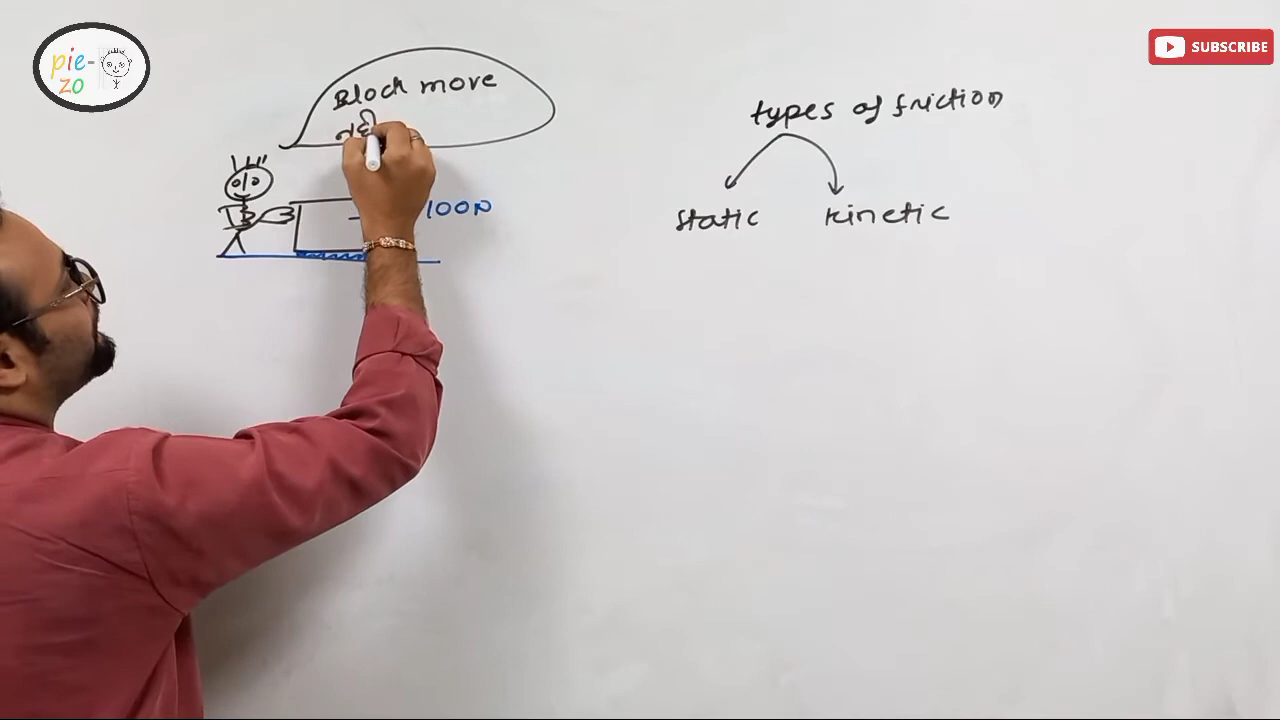 pie-
zo
SUBSCRIBE
Block move
types of friction
100N
static kinetic